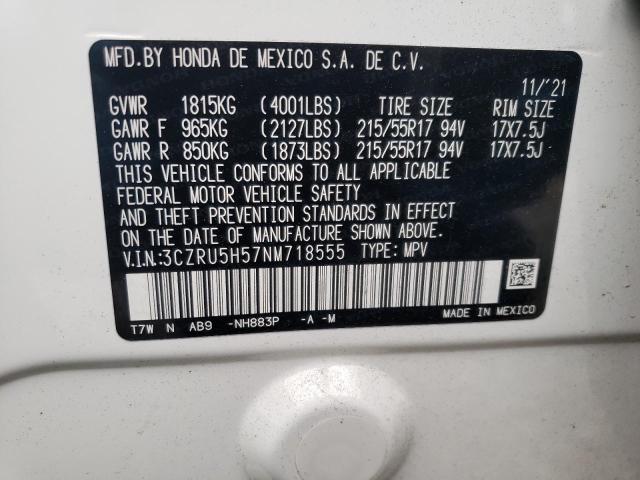 MFD.BY HONDA DE MEXICO S.A. DE C.V.
11/'21
GVWR 1815KG (4001LBS) TIRE SIZE RIM SIZE
GAWR F 965KG (2127LBS) 215/55R17 94V 17X7.5J
GAWR R 850KG (1873LBS) 215/55R17 94V 17X7.5J
THIS VEHICLE CONFORMS TO ALL APPLICABLE
FEDERAL MOTOR VEHICLE SAFETY
AND THEFT PREVENTION STANDARDS IN EFFECT
ON THE DATE OF MANUFACTURE SHOWN ABOVE.
V.I.N:3CZRU5H57NM718555 TYPE: MPV
T7W N AB9 -NH883P -A -M MADE IN MEXICO